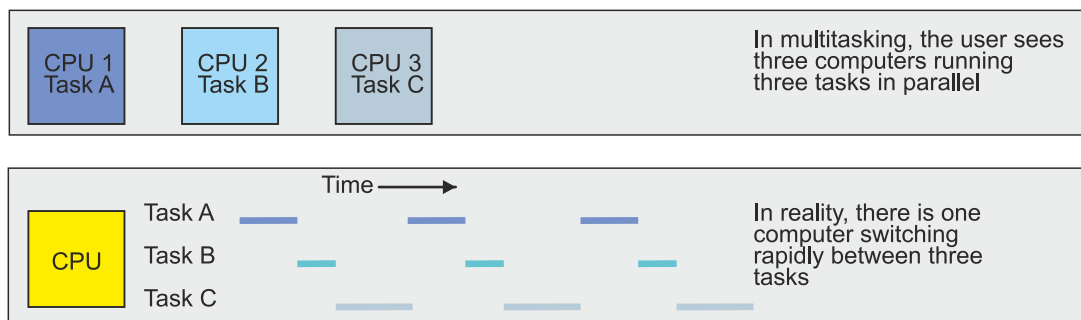 CPU 1
Task A
CPU 2
Task B
CPU 3
Task C
In multitasking, the user sees
three computers running
three tasks in parallel
Time
CPU
Task A
Task B
Task C
In reality, there is one
computer switching
rapidly between three
tasks